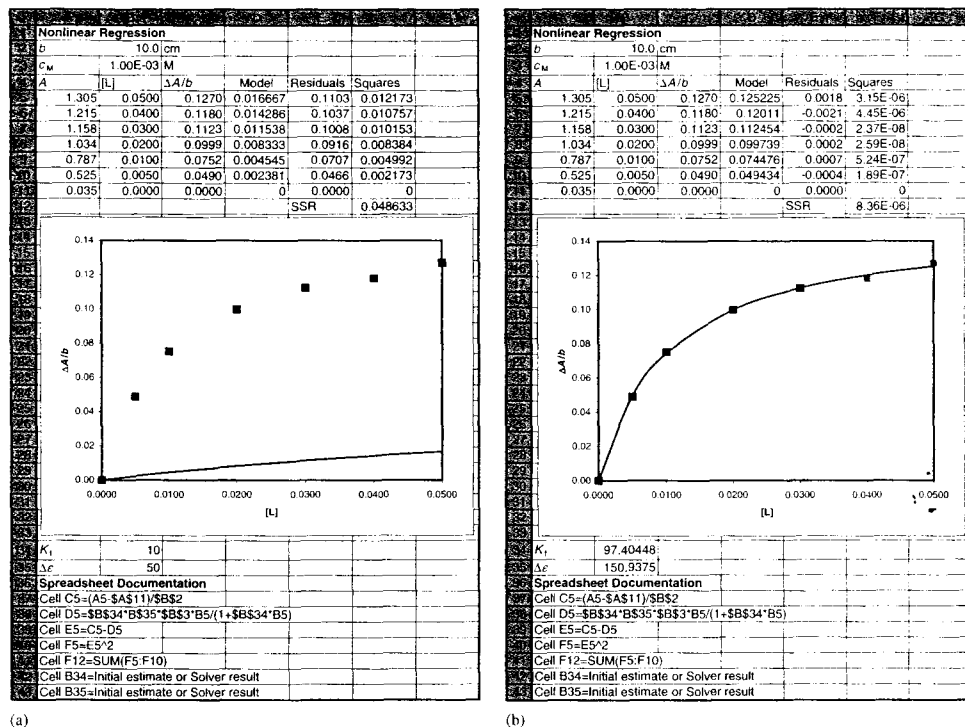 Nonlinear Regression
b 10.0 cm
cM 1.00E-03 M
A [L] ΔA/b Model Residuals Squares
1.305 0.0500 0.1270 0.016667 0.1103 0.012173
1.215 0.0400 0.1180 0.014286 0.1037 0.010757
1.158 0.0300 0.1123 0.011538 0.1008 0.010153
1.034 0.0200 0.0999 0.008333 0.0916 0.008384
0.787 0.0100 0.0752 0.004545 0.0707 0.004992
0.525 0.0050 0.0490 0.002381 0.0466 0.002173
0.035 0.0000 0.0000 0 0.0000 0
SSR 0.048633
0.14
0.12
0.10
0.08
0.06
0.04
0.02
0.00
ΔA/b
0.0000 0.0100 0.0200 0.0300 0.0400 0.0500
[L]
Kf 10
Δε 50
Spreadsheet Documentation
Cell C5=(A5-$A$11)/$B$2
Cell D5=$B$34*B$35*$B$3*B5/(1+$B$34*B5)
Cell E5=C5-D5
Cell F5=E5^2
Cell F12=SUM(F5:F10)
Cell B34=Initial estimate or Solver result
Cell B35=Initial estimate or Solver result
(a)
Nonlinear Regression
b 10.0 cm
cM 1.00E-03 M
A [L] ΔA/b Model Residuals Squares
1.305 0.0500 0.1270 0.125225 0.0018 3.15E-06
1.215 0.0400 0.1180 0.12011 -0.0021 4.45E-06
1.158 0.0300 0.1123 0.112454 -0.0002 2.37E-08
1.034 0.0200 0.0999 0.099739 0.0002 2.59E-08
0.787 0.0100 0.0752 0.074476 0.0007 5.24E-07
0.525 0.0050 0.0490 0.049434 -0.0004 1.89E-07
0.035 0.0000 0.0000 0 0.0000 0
SSR 8.36E-06
0.14
0.12
0.10
0.08
0.06
0.04
0.02
0.00
ΔA/b
0.0000 0.0100 0.0200 0.0300 0.0400 0.0500
[L]
Kf 97.40448
Δε 150.9375
Spreadsheet Documentation
Cell C5=(A5-$A$11)/$B$2
Cell D5=$B$34*B$35*$B$3*B5/(1+$B$34*B5)
Cell E5=C5-D5
Cell F5=E5^2
Cell F12=SUM(F5:F10)
Cell B34=Initial estimate or Solver result
Cell B35=Initial estimate or Solver result
(b)